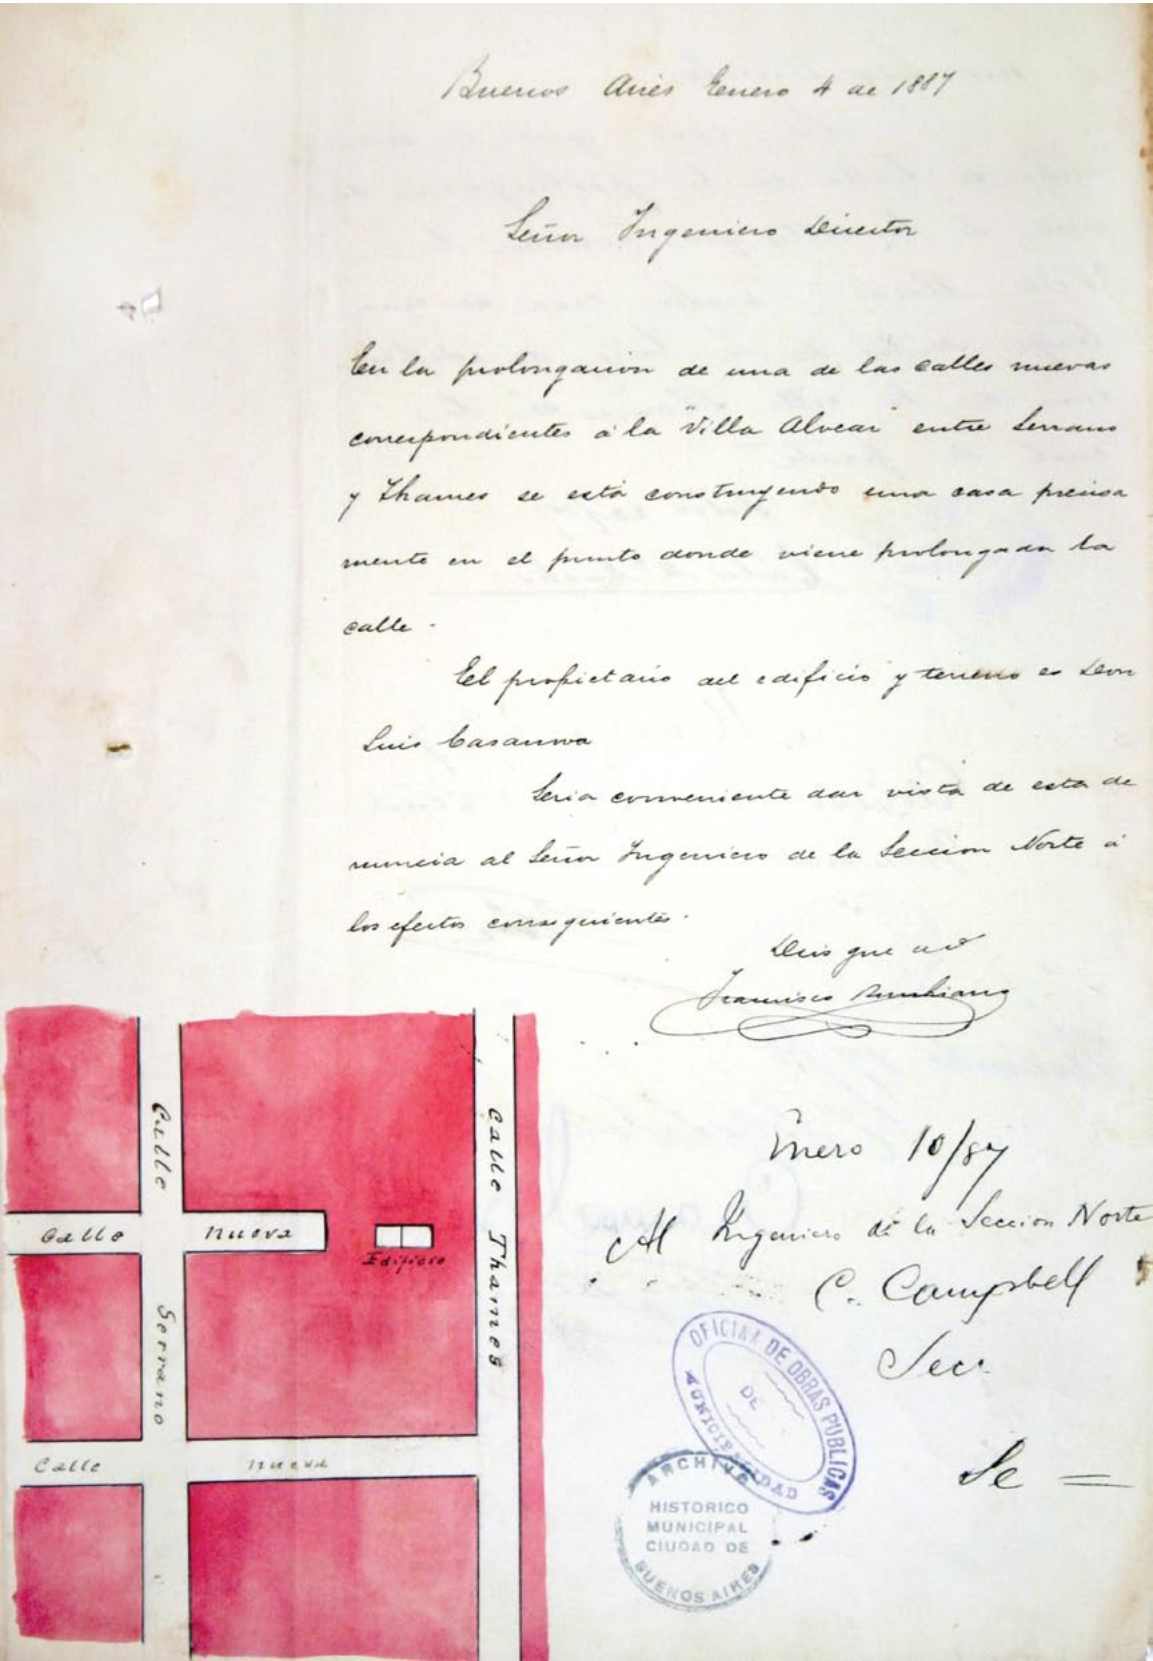 Buenos Aires Enero 4 de 1887
Señor Ingeniero Director
En la prolongacion de una de las calles nuevas
correspondientes á la "Villa Alvear" entre Serrano
y Thames se está construyendo una casa precisa
mente en el punto donde viene prolongada la
calle.
El propietario del edificio y terreno es Don
Luis Casanova
Seria conveniente dar vista de esta de
nuncia al Señor Ingeniero de la Seccion Norte á
los efectos consiguientes.
Dios gue a
Francisco
Enero 10/87
Al Ingeniero de la Seccion Norte
C. Campbell
Sec.
Se =
OFICINA DE OBRAS PUBLICAS
DE
MUNICIPALIDAD
ARCHIVO
HISTORICO
MUNICIPAL
CIUDAD DE
BUENOS AIRES
Calle Serrano
Calle Thames
Calle nueva
Edificio
Calle nueva